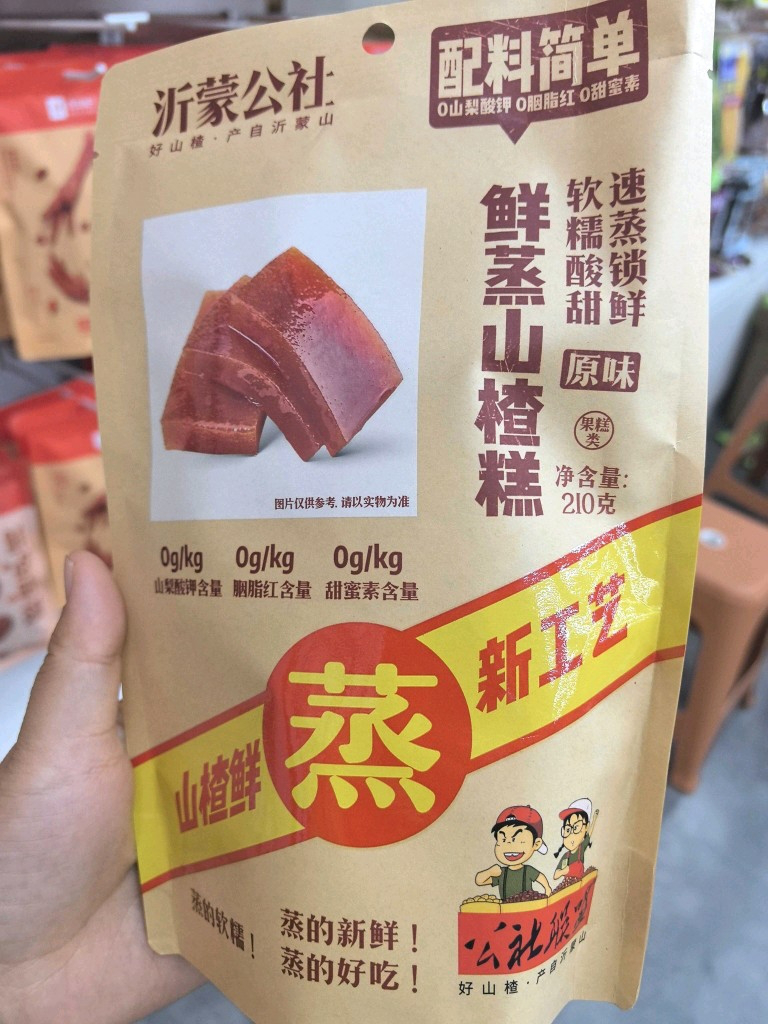 沂蒙公社
好山楂·产自沂蒙山
配料简单
0山梨酸钾 0胭脂红 0甜蜜素
鲜蒸山楂糕
速蒸锁鲜
软糯酸甜
原味
果糕类
净含量:
210克
图片仅供参考,请以实物为准
0g/kg 0g/kg 0g/kg
山梨酸钾含量 胭脂红含量 甜蜜素含量
山楂鲜 蒸 新工艺
蒸的软糯!
蒸的新鲜!
蒸的好吃!
公社联盟
好山楂·产自沂蒙山